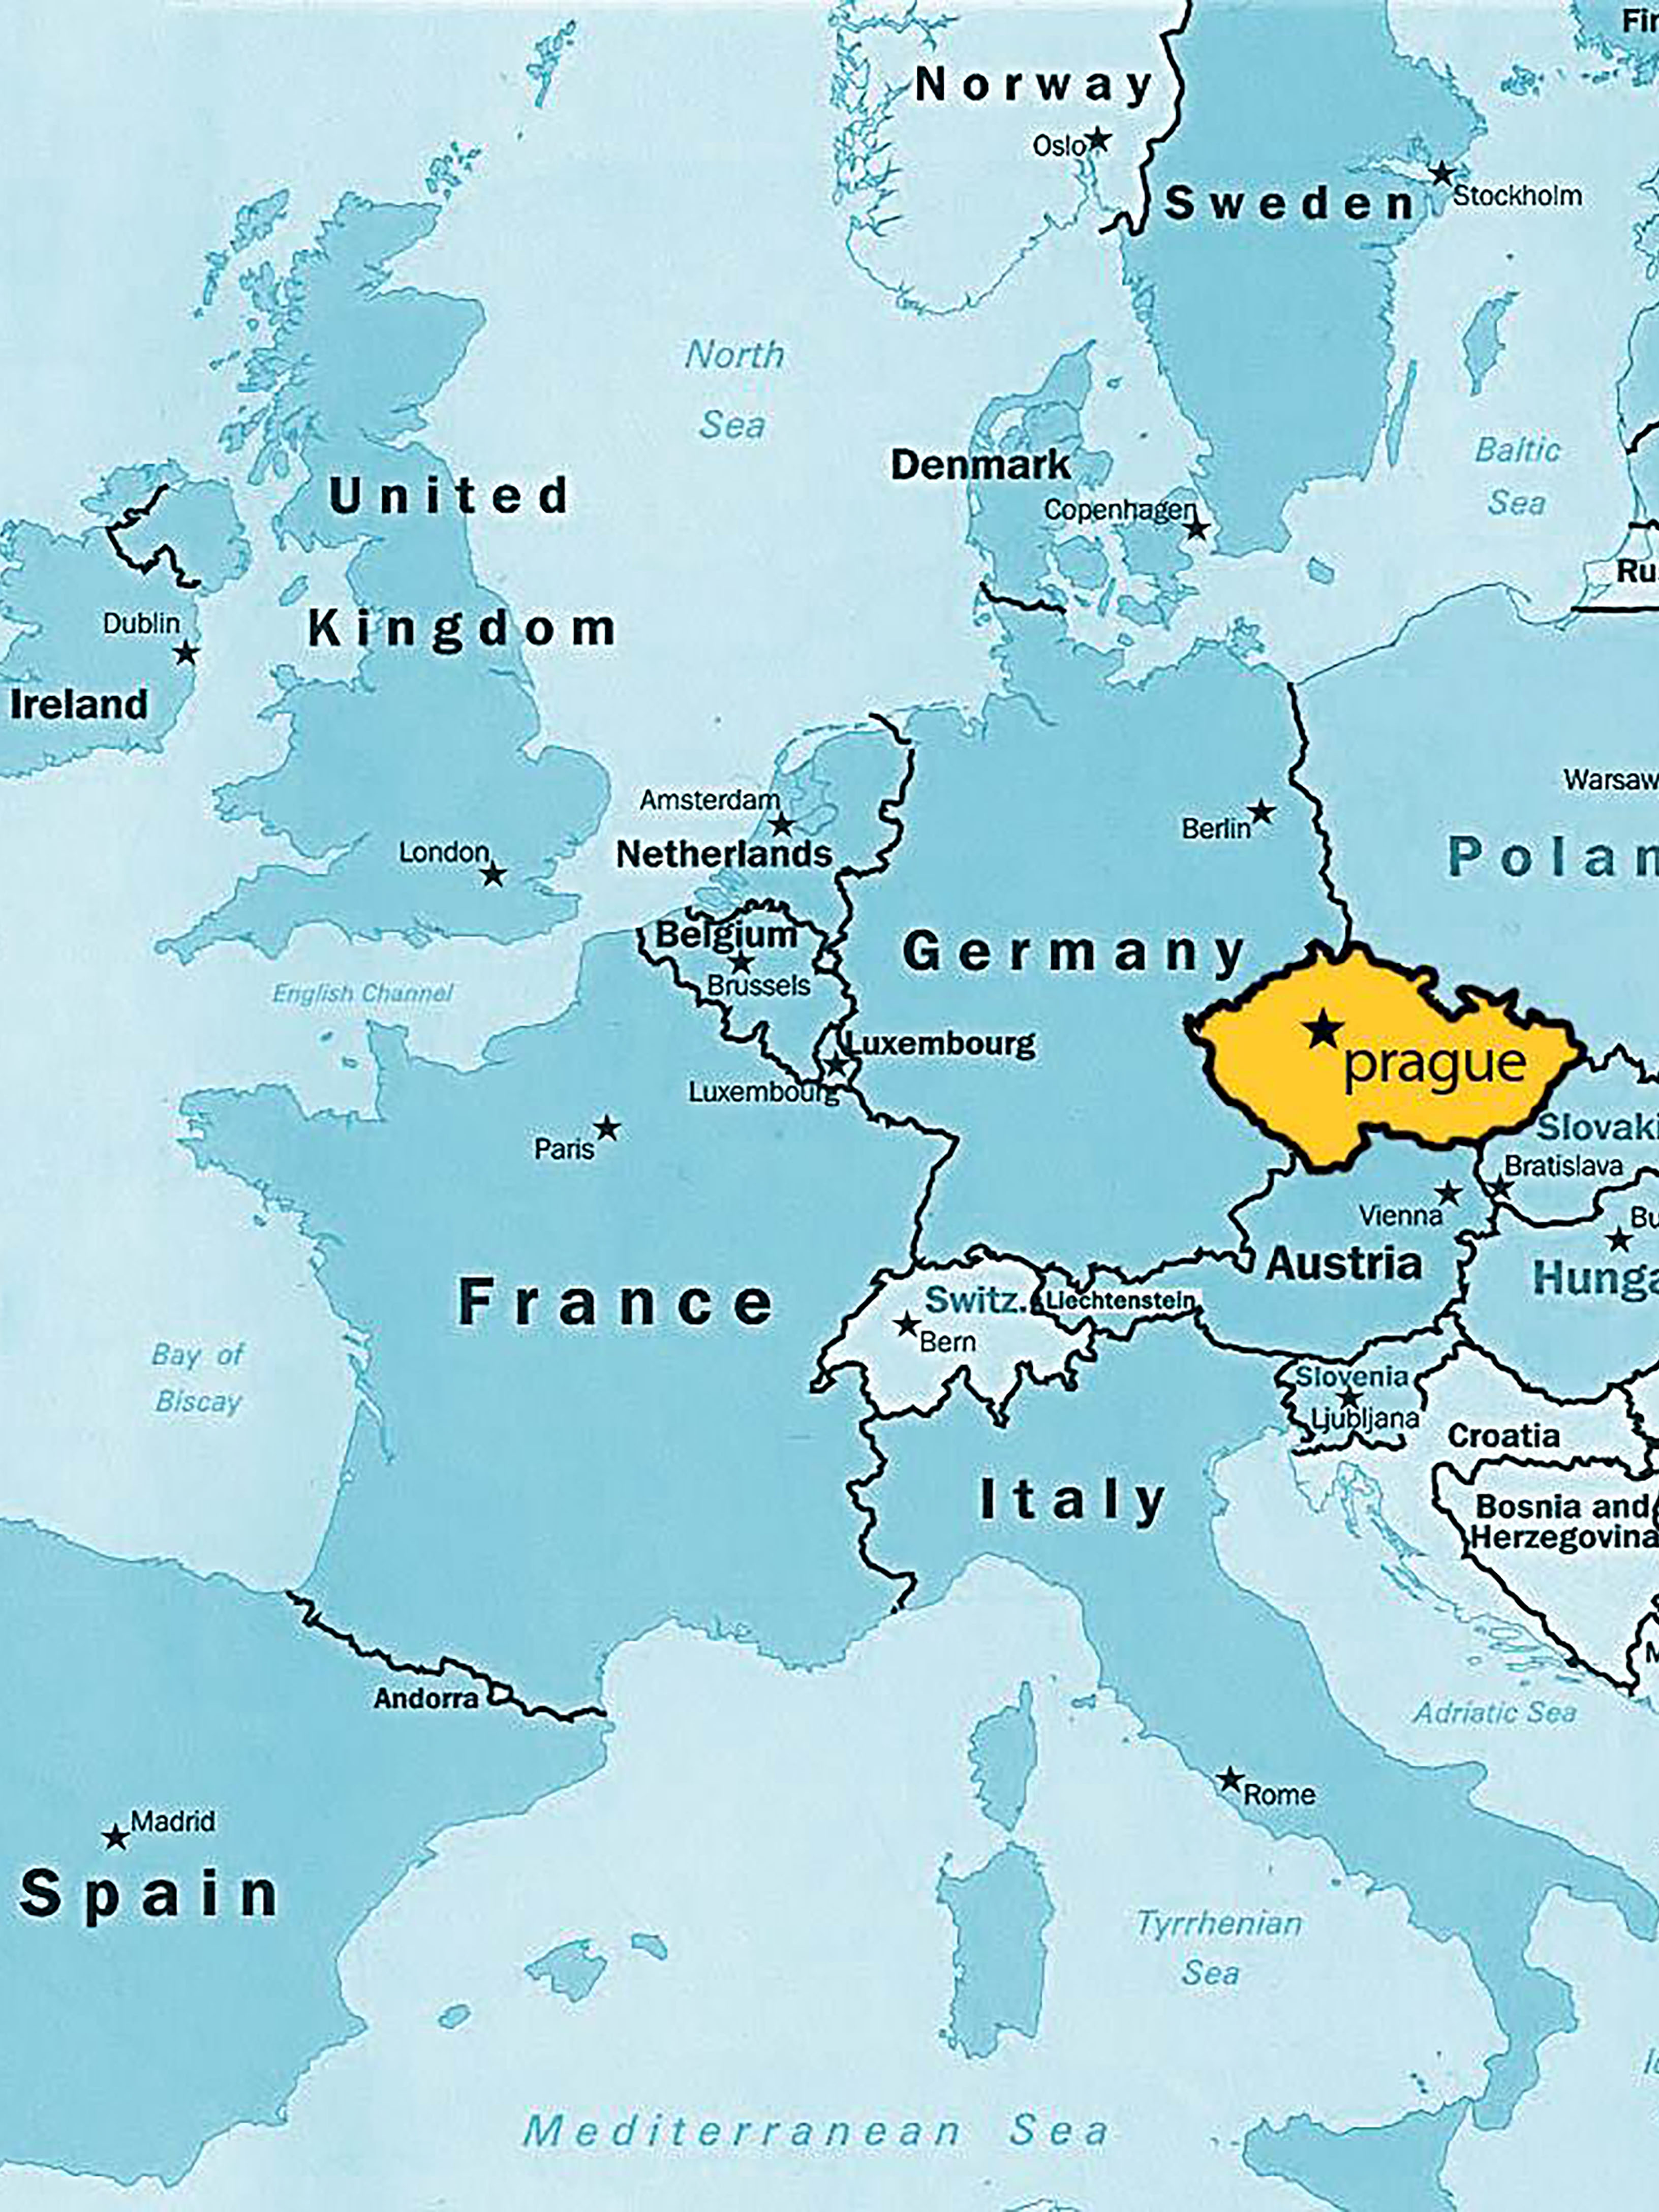 Fin
Norway
Oslo
Sweden
Stockholm
North
Sea
Baltic
Sea
Denmark
Copenhagen
United
Kingdom
Ru
Dublin
Ireland
Warsaw
Amsterdam
Netherlands
Berlin
London
Polan
Belgium
Brussels
Germany
English Channel
Luxembourg
Luxembourg
prague
Paris
Slovaki
Bratislava
Vienna
Bu
Austria
Hunga
France
Switz.
Liechtenstein
Bern
Bay of
Biscay
Slovenia
Ljubljana
Croatia
Italy
Bosnia and
Herzegovina
M
Andorra
Adriatic Sea
Rome
Madrid
Spain
Tyrrhenian
Sea
Mediterranean Sea